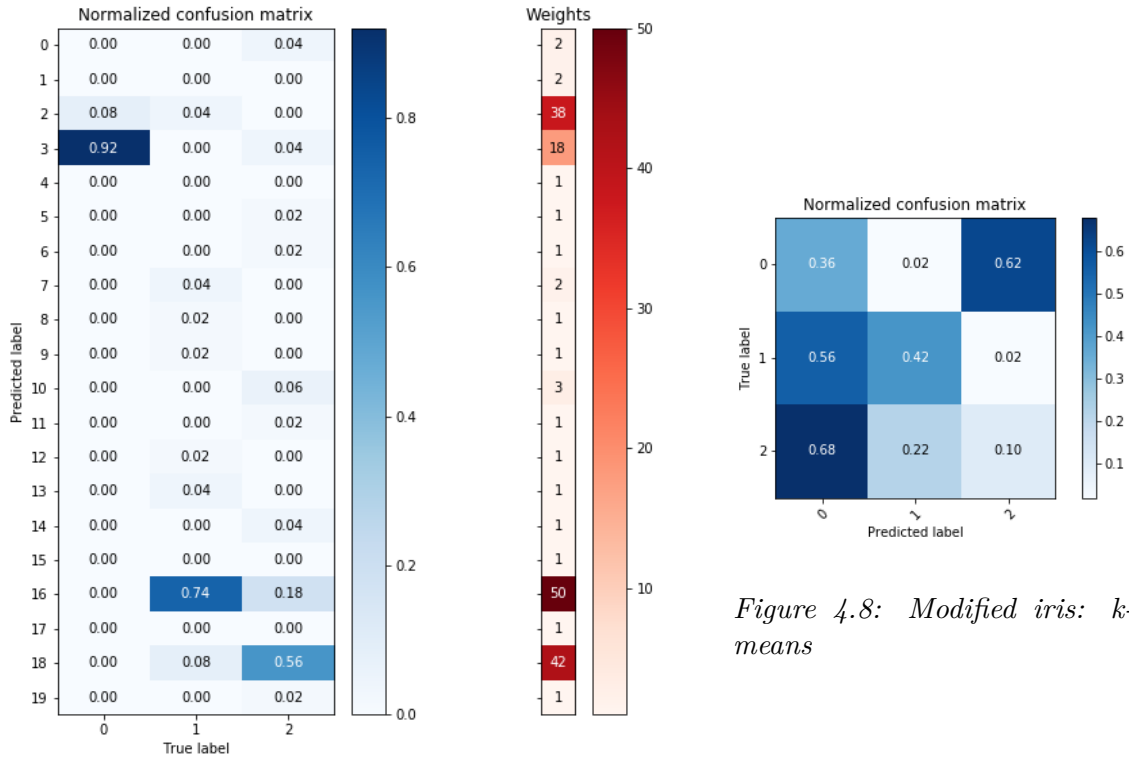 Normalized confusion matrix
0 0.00 0.00 0.04
1 0.00 0.00 0.00
2 0.08 0.04 0.00
3 0.92 0.00 0.04
4 0.00 0.00 0.00
5 0.00 0.00 0.02
6 0.00 0.00 0.02
7 0.00 0.04 0.00
8 0.00 0.02 0.00
9 0.00 0.02 0.00
10 0.00 0.00 0.06
11 0.00 0.00 0.02
12 0.00 0.02 0.00
13 0.00 0.04 0.00
14 0.00 0.00 0.04
15 0.00 0.00 0.00
16 0.00 0.74 0.18
17 0.00 0.00 0.00
18 0.00 0.08 0.56
19 0.00 0.00 0.02
0 1 2
True label
Predicted label
0.8
0.6
0.4
0.2
0.0
Weights
2
2
38
18
1
1
1
2
1
1
3
1
1
1
1
1
50
1
42
1
50
40
30
20
10
Normalized confusion matrix
0 0.36 0.02 0.62
1 0.56 0.42 0.02
2 0.68 0.22 0.10
0 1 2
Predicted label
True label
0.6
0.5
0.4
0.3
0.2
0.1
Figure 4.8: Modified iris: k-
means